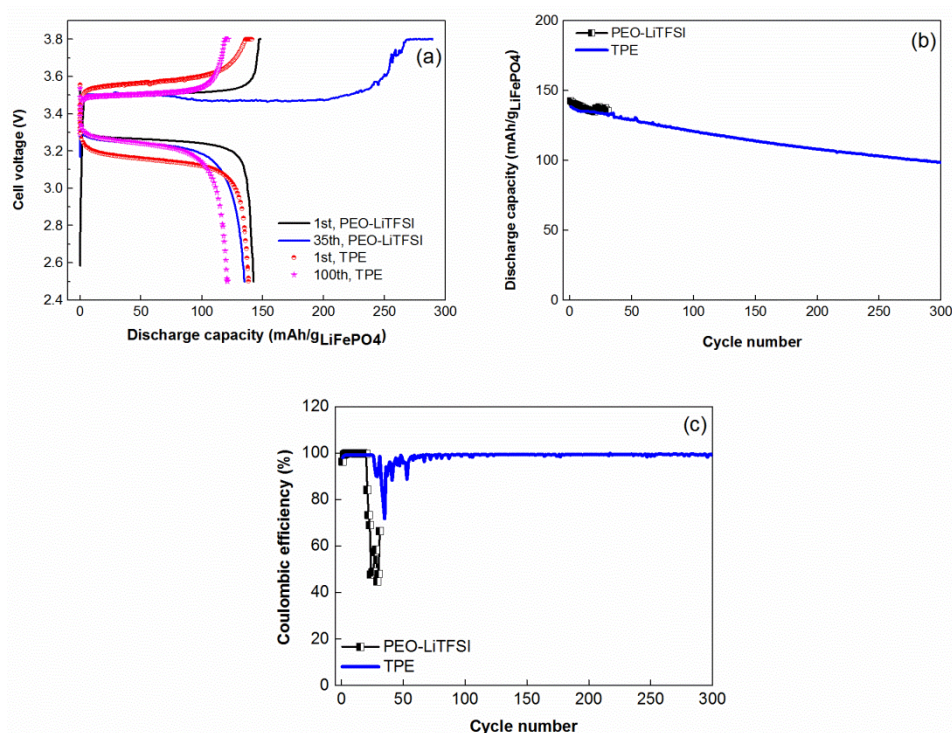 (a)
Cell voltage (V)
3.8
3.6
3.4
3.2
3.0
2.8
2.6
2.4
1st, PEO-LiTFSI
35th, PEO-LiTFSI
1st, TPE
100th, TPE
0 50 100 150 200 250 300
Discharge capacity (mAh/gLiFePO4)
(b)
Discharge capacity (mAh/gLiFePO4
200
150
100
50
0
PEO-LiTFSI
TPE
0 50 100 150 200 250 300
Cycle number
(c)
Coulombic efficiency (%)
120
100
80
60
40
20
0
PEO-LiTFSI
TPE
0 50 100 150 200 250 300
Cycle number